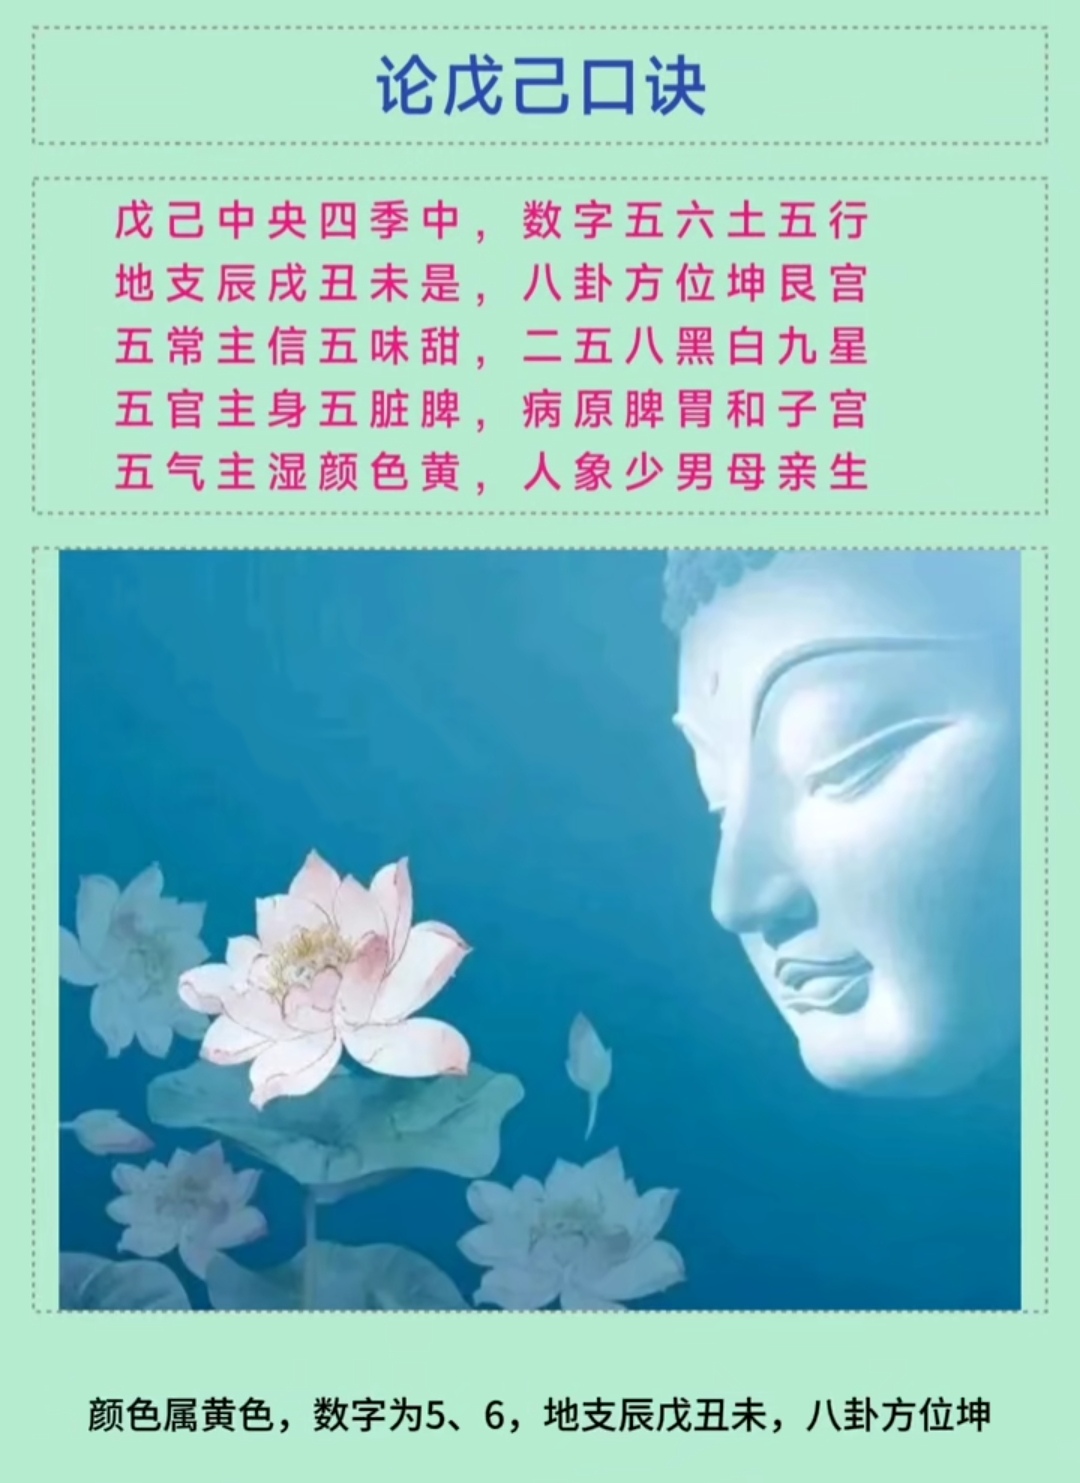 论戊己口诀
戊己中央四季中，数字五六土五行
地支辰戌丑未是，八卦方位坤艮宫
五常主信五味甜，二五八黑白九星
五官主身五脏脾，病原脾胃和子宫
五气主湿颜色黄，人象少男母亲生
颜色属黄色，数字为5、6，地支辰戊丑未，八卦方位坤